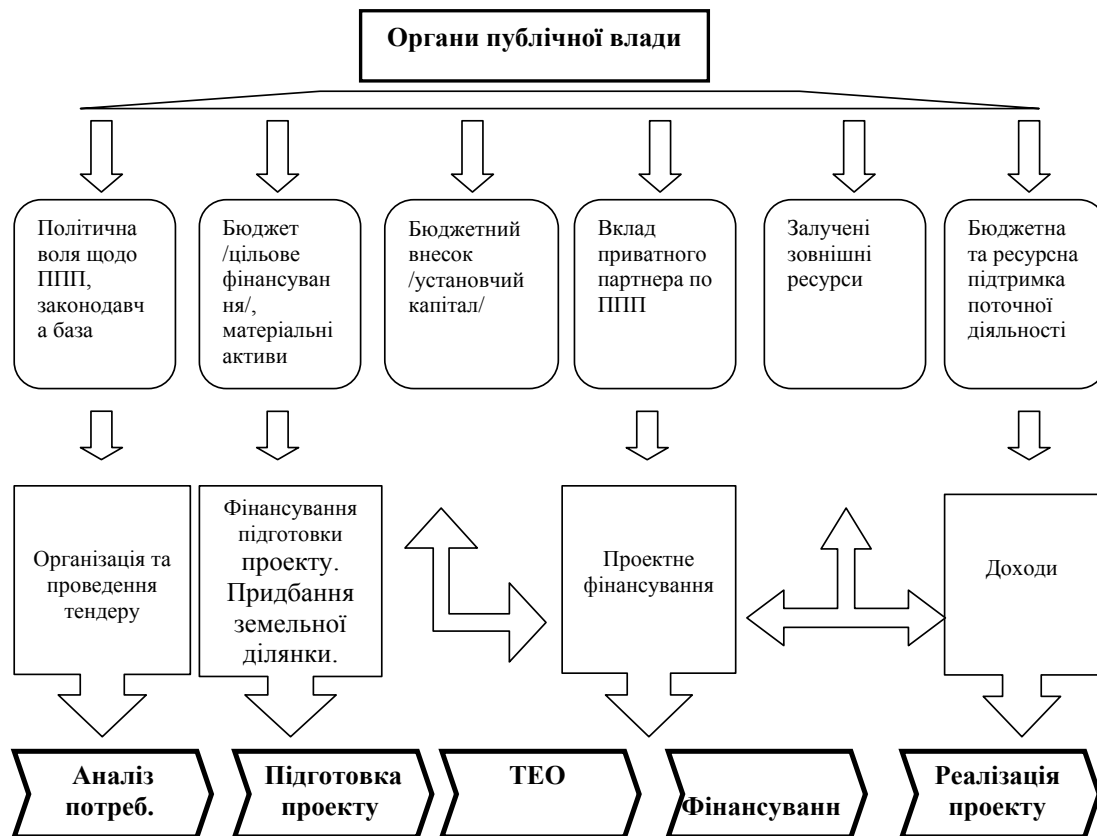 Органи публічної влади
Політична
воля щодо
ППП,
законодавч
а база
Бюджет
/цільове
фінансуван
ня/,
матеріальні
активи
Бюджетний
внесок
/установчий
капітал/
Вклад
приватного
партнера по
ППП
Залучені
зовнішні
ресурси
Бюджетна
та ресурсна
підтримка
поточної
діяльності
Організація та
проведення
тендеру
Фінансування
підготовки
проекту.
Придбання
земельної
ділянки.
Проектне
фінансування
Доходи
Аналіз
потреб.
Підготовка
проекту
ТЕО
Фінансуванн
Реалізація
проекту